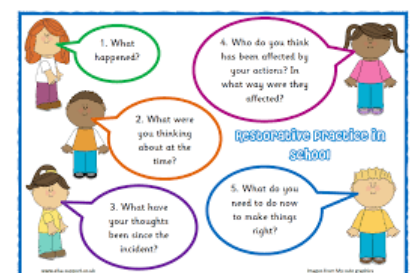 1. What
happened?
4. Who do you think
has been affected by
your actions? In
what way were they
affected?
2. What were
you thinking
about at the
time?
Restorative Practice in
School
3. What have
your thoughts
been since the
incident?
5. What do you
need to do now
to make things
right?